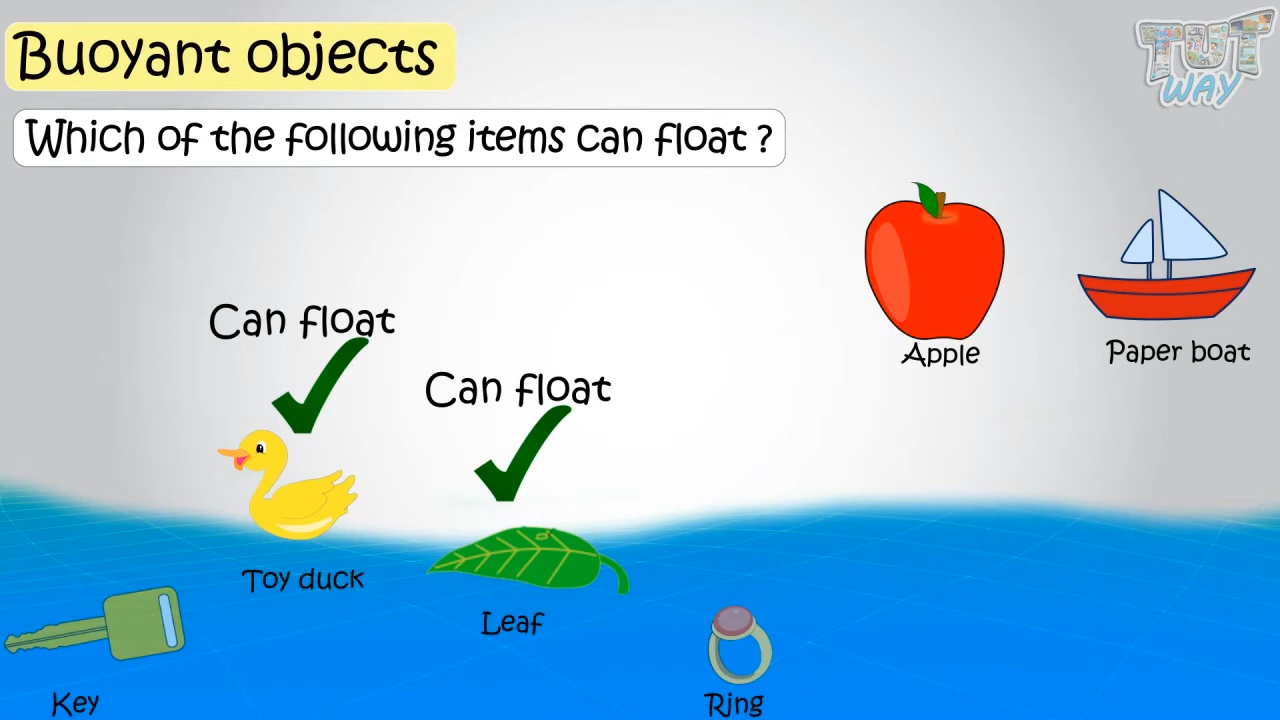 Buoyant objects
TUT
WAY
Which of the following items can float ?
Apple
Paper boat
Can float
Can float
Toy duck
Leaf
Key
Ring